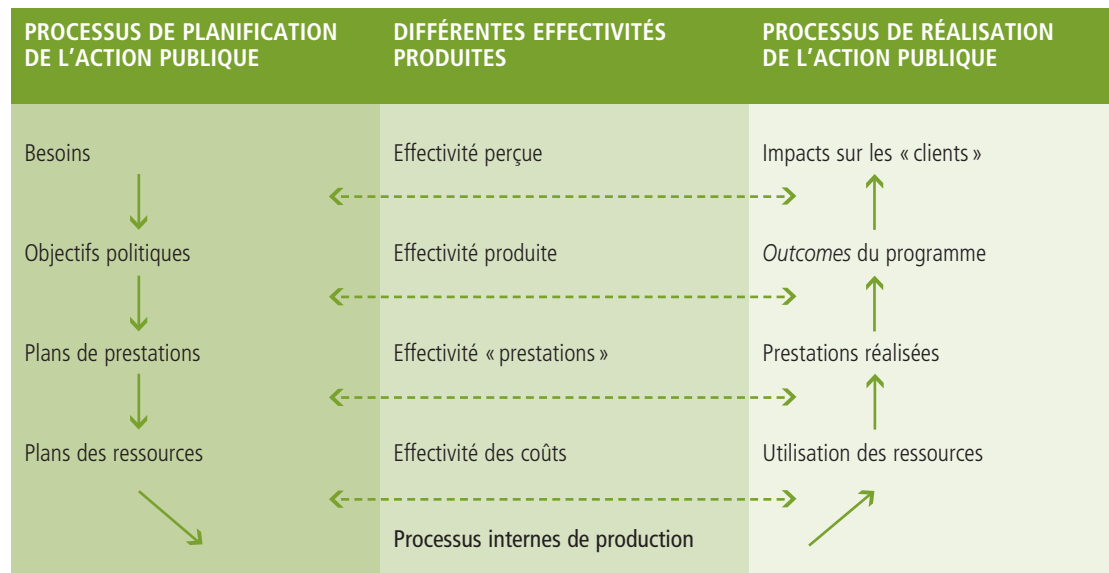 PROCESSUS DE PLANIFICATION
DE L'ACTION PUBLIQUE
DIFFÉRENTES EFFECTIVITÉS
PRODUITES
PROCESSUS DE RÉALISATION
DE L'ACTION PUBLIQUE
Besoins
Effectivité perçue
Impacts sur les « clients »
Objectifs politiques
Effectivité produite
Outcomes du programme
Plans de prestations
Effectivité « prestations »
Prestations réalisées
Plans des ressources
Effectivité des coûts
Utilisation des ressources
Processus internes de production